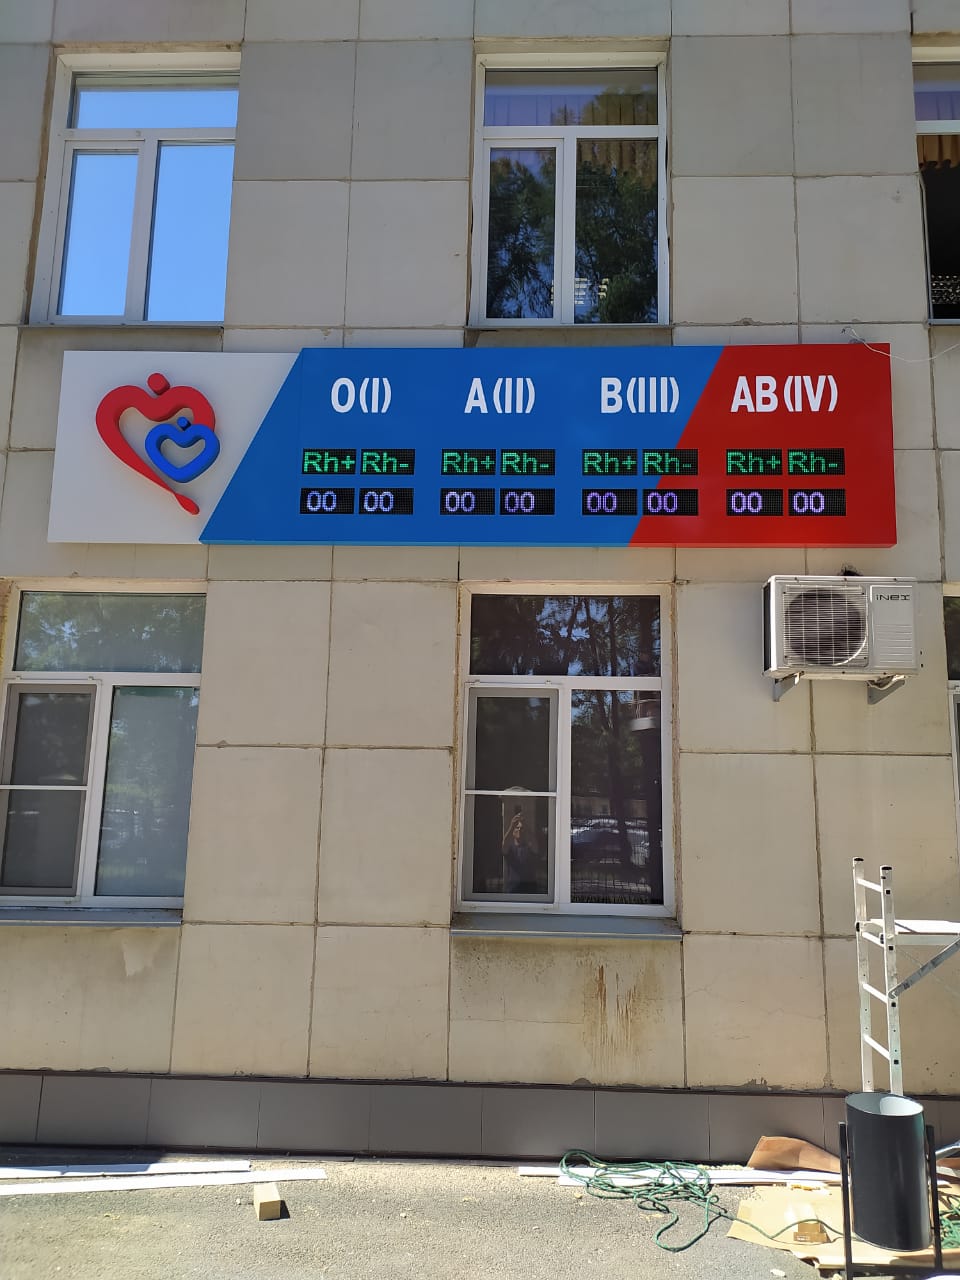 O(I) A(II) B(III) AB(IV)
Rh+ Rh- Rh+ Rh- Rh+ Rh- Rh+ Rh-
00 00 00 00 00 00 00 00
iNEX